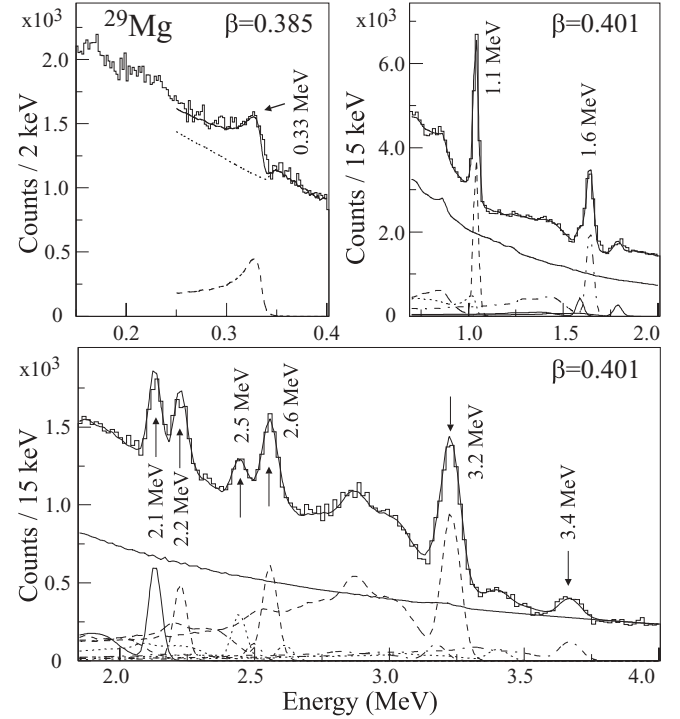 x10³ ²⁹Mg β=0.385
2.0
1.5
1.0
0.5
0
0.2 0.3 0.4
Counts / 2 keV
0.33 MeV
x10³ β=0.401
6.0
4.0
2.0
0
1.0 1.5 2.0
Counts / 15 keV
1.1 MeV
1.6 MeV
x10³ β=0.401
1.5
1.0
0.5
0
2.0 2.5 3.0 3.5 4.0
Counts / 15 keV
2.1 MeV
2.2 MeV
2.5 MeV
2.6 MeV
3.2 MeV
3.4 MeV
Energy (MeV)